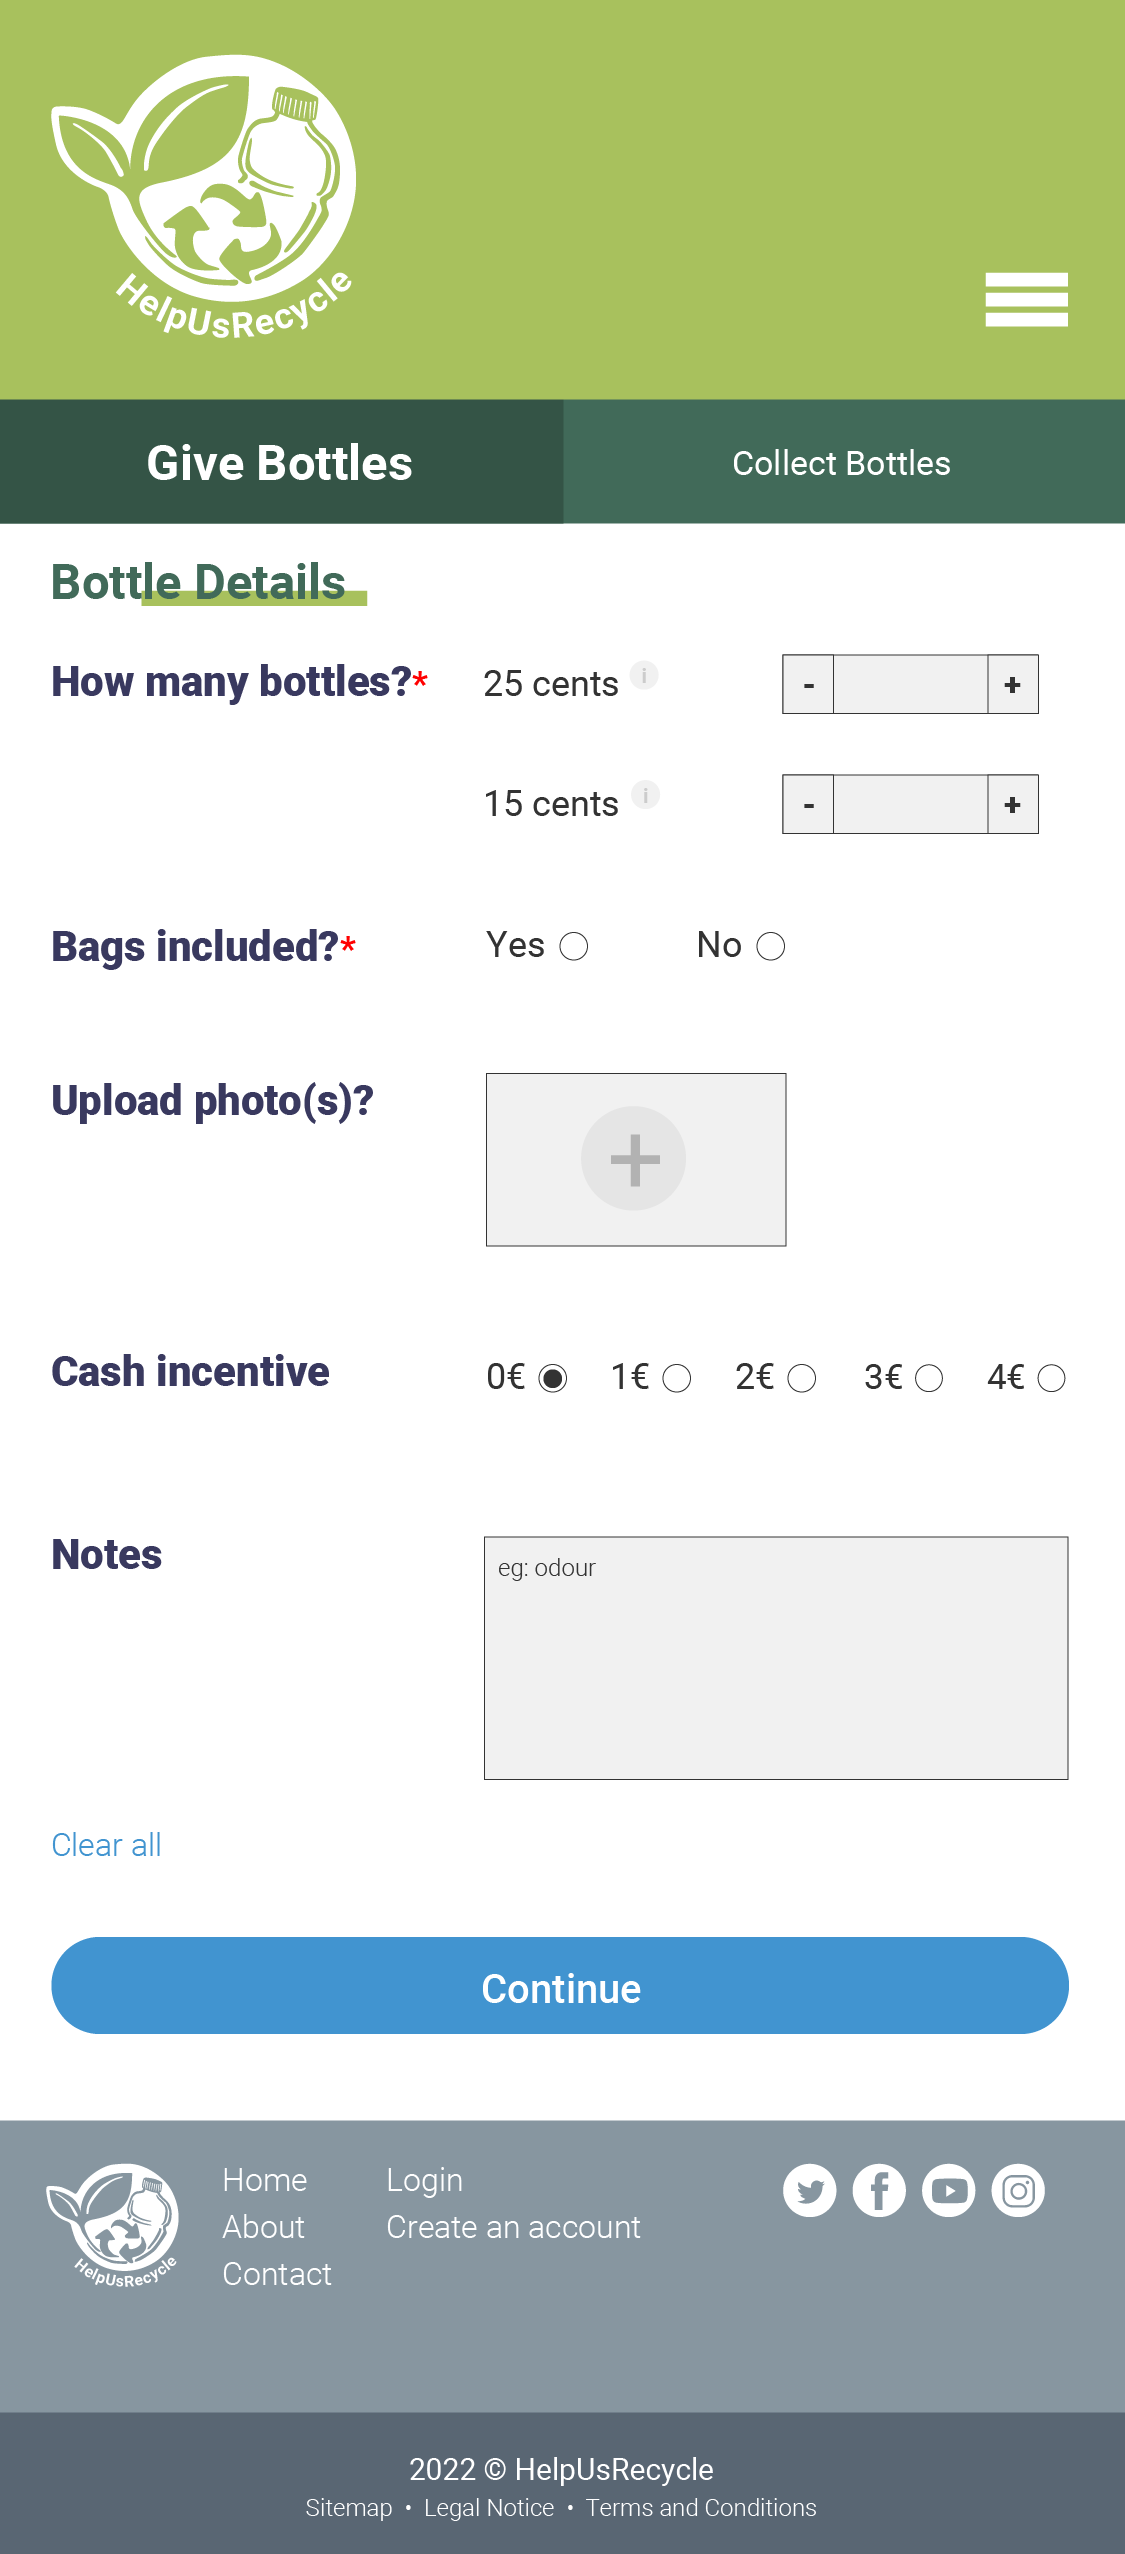 HelpUsRecycle
Give Bottles
Collect Bottles
Bottle Details
How many bottles?*
25 cents i
- +
15 cents i
- +
Bags included?*
Yes
No
Upload photo(s)?
+
Cash incentive
0€ 1€ 2€ 3€ 4€
Notes
eg: odour
Clear all
Continue
HelpUsRecycle
Home
About
Contact
Login
Create an account
2022 © HelpUsRecycle
Sitemap • Legal Notice • Terms and Conditions